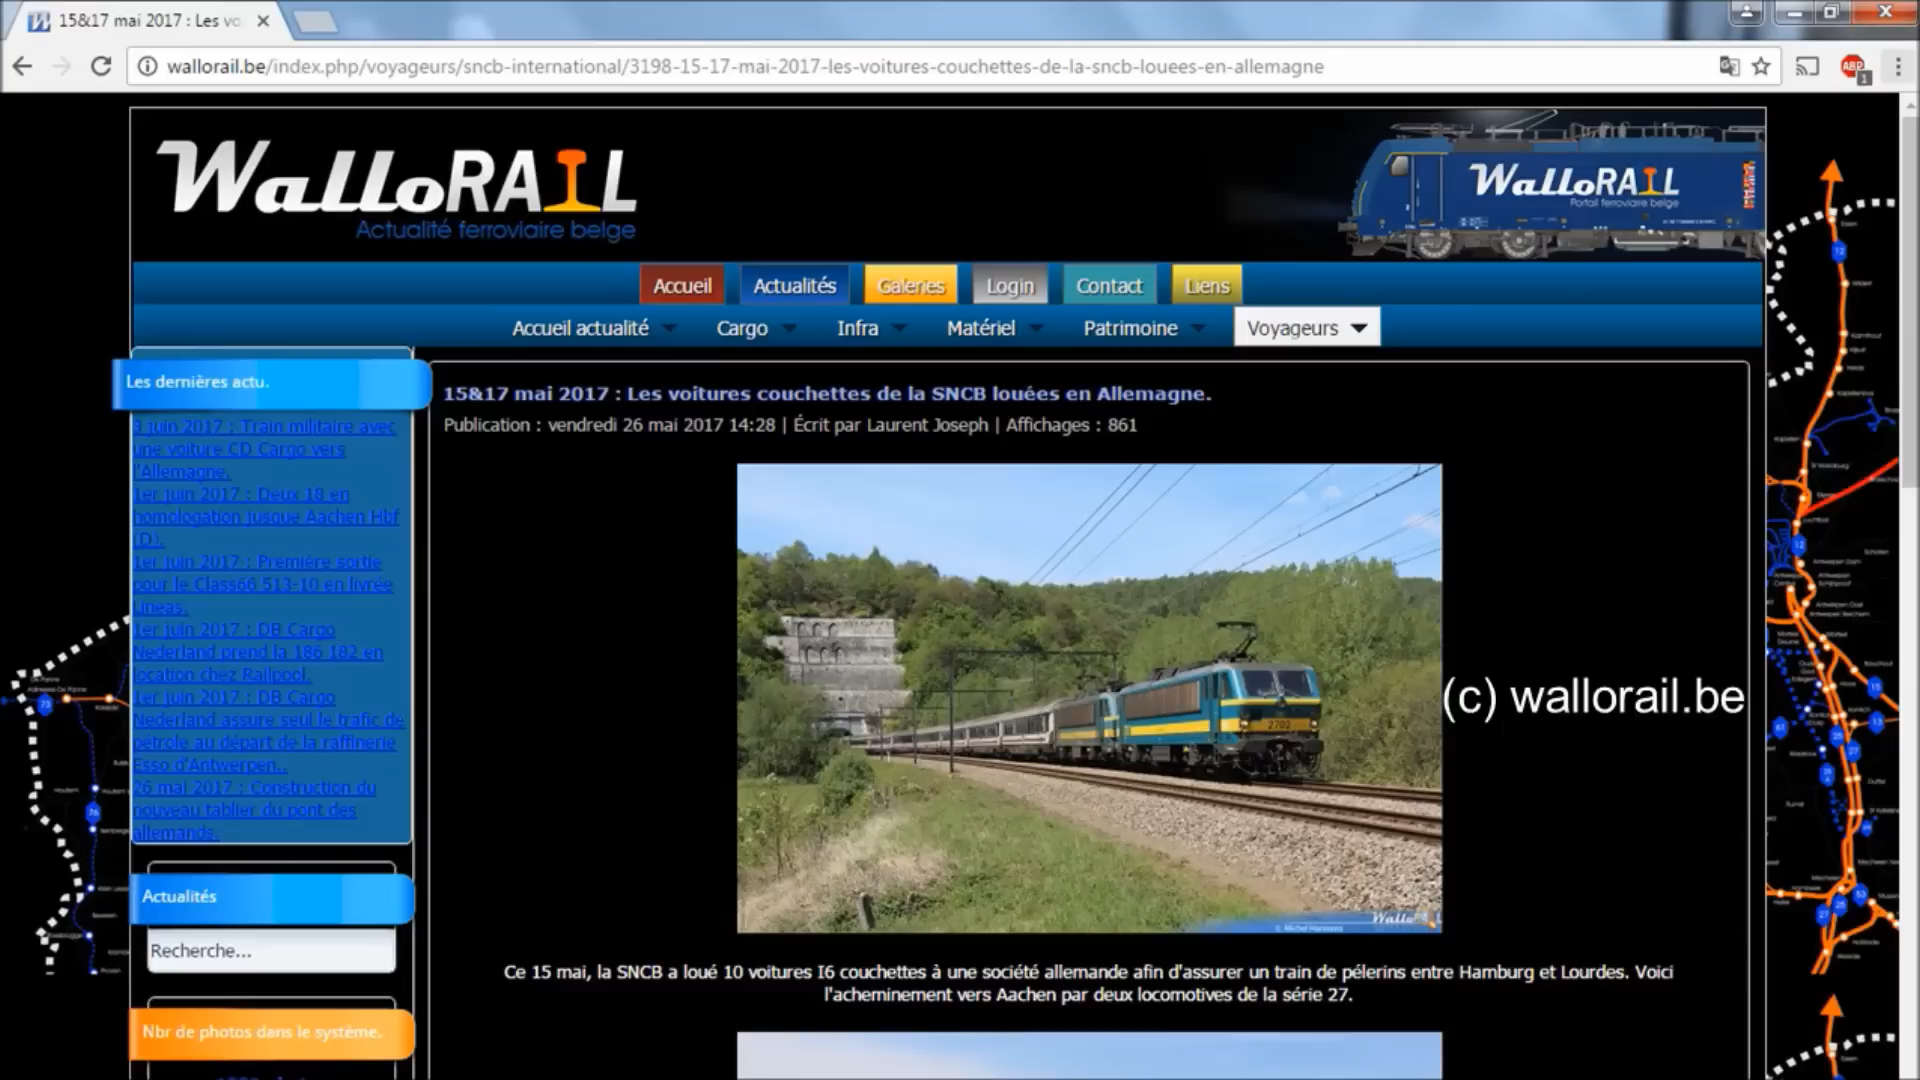 15&17 mai 2017 : Les vo
wallorail.be/index.php/voyageurs/sncb-international/3198-15-17-mai-2017-les-voitures-couchettes-de-la-sncb-louees-en-allemagne
ABP
1
WalloRAIL
Actualité ferroviaire belge
WalloRAIL
Portail ferroviaire belge
Accueil Actualités Galeries Login Contact Liens
Accueil actualité Cargo Infra Matériel Patrimoine Voyageurs
Les dernières actu.
3 juin 2017 : Train militaire avec
une voiture CD Cargo vers
l'Allemagne.
1er juin 2017 : Deux 18 en
homologation jusque Aachen Hbf
(D).
1er juin 2017 : Première sortie
pour le Class66 513-10 en livrée
Lineas.
1er juin 2017 : DB Cargo
Nederland prend la 186 182 en
location chez Railpool.
1er juin 2017 : DB Cargo
Nederland assure seul le trafic de
pétrole au départ de la raffinerie
Esso d'Antwerpen..
26 mai 2017 : Construction du
nouveau tablier du pont des
allemands.
Actualités
Recherche...
Nbr de photos dans le système.
15&17 mai 2017 : Les voitures couchettes de la SNCB louées en Allemagne.
Publication : vendredi 26 mai 2017 14:28 | Écrit par Laurent Joseph | Affichages : 861
2702
(c) wallorail.be
WalloRAIL
Ce 15 mai, la SNCB a loué 10 voitures I6 couchettes à une société allemande afin d'assurer un train de pélerins entre Hamburg et Lourdes. Voici
l'acheminement vers Aachen par deux locomotives de la série 27.